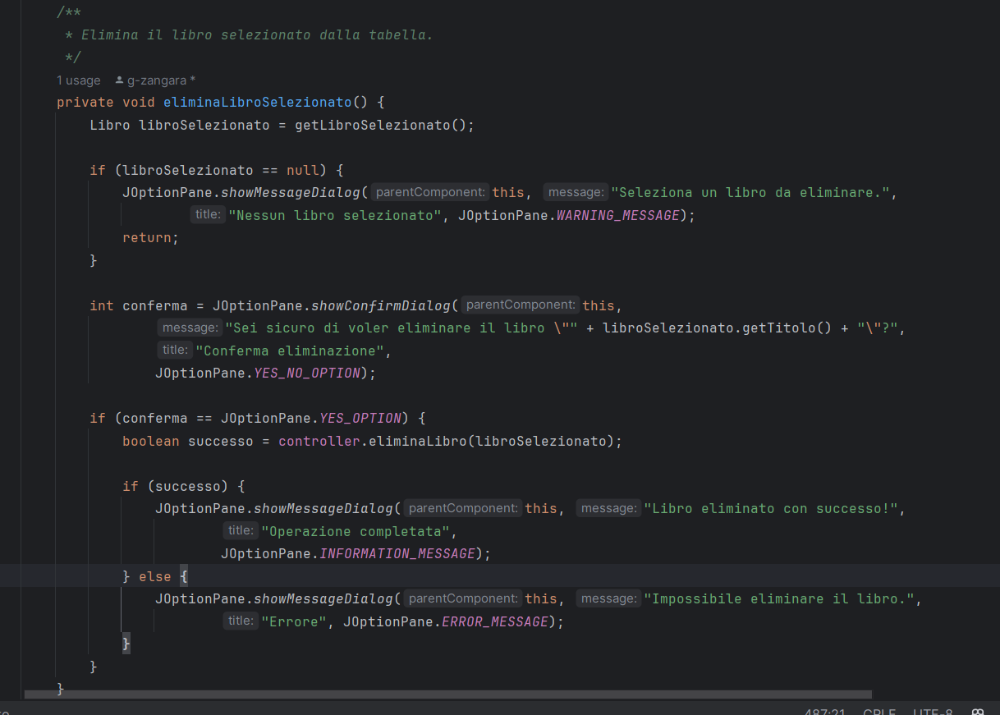 /**
 * Elimina il libro selezionato dalla tabella.
 */
1 usage g-zangara *
private void eliminaLibroSelezionato() {
    Libro libroSelezionato = getLibroSelezionato();
    if (libroSelezionato == null) {
        JOptionPane.showMessageDialog( parentComponent: this, message: "Seleziona un libro da eliminare.",
                title: "Nessun libro selezionato", JOptionPane.WARNING_MESSAGE);
        return;
    }
    int conferma = JOptionPane.showConfirmDialog( parentComponent: this,
            message: "Sei sicuro di voler eliminare il libro \"" + libroSelezionato.getTitolo() + "\"?",
            title: "Conferma eliminazione",
            JOptionPane.YES_NO_OPTION);
    if (conferma == JOptionPane.YES_OPTION) {
        boolean successo = controller.eliminaLibro(libroSelezionato);
        if (successo) {
            JOptionPane.showMessageDialog( parentComponent: this, message: "Libro eliminato con successo!",
                    title: "Operazione completata",
                    JOptionPane.INFORMATION_MESSAGE);
        } else {
            JOptionPane.showMessageDialog( parentComponent: this, message: "Impossibile eliminare il libro.",
                    title: "Errore", JOptionPane.ERROR_MESSAGE);
        }
    }
}
487:21 CRLF UTF-8